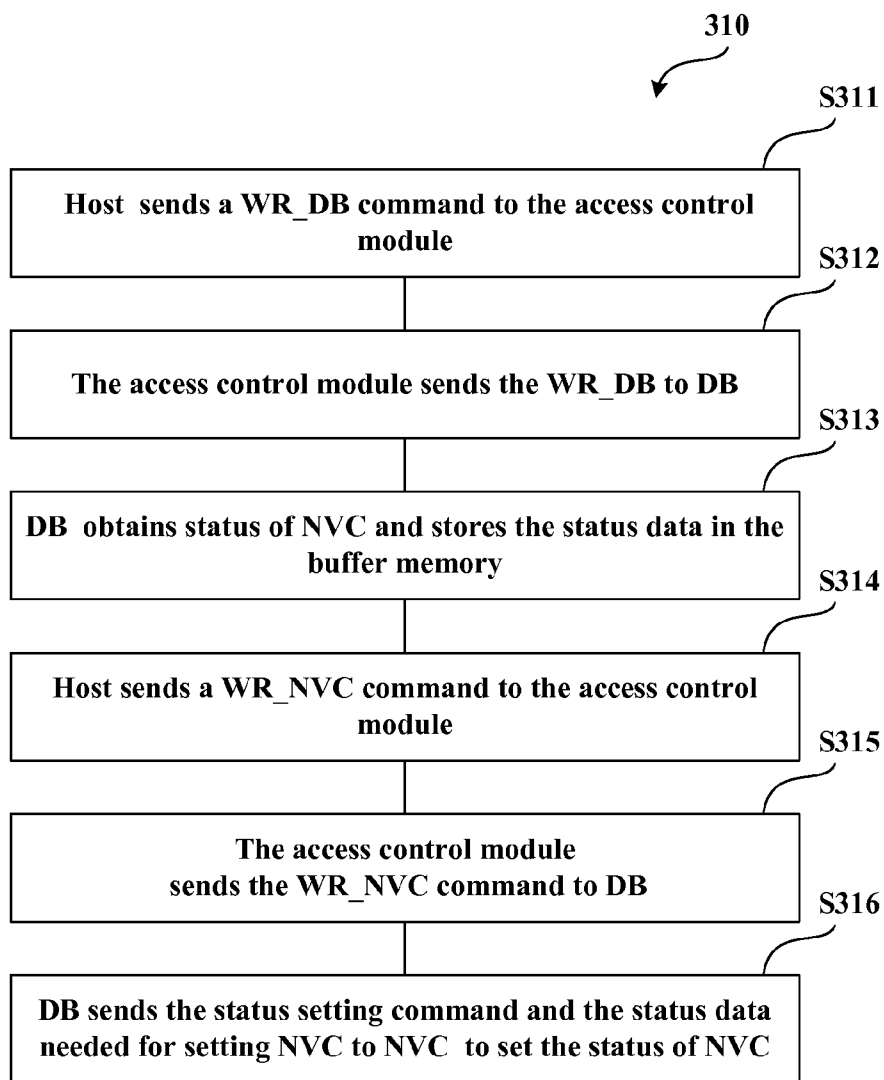 310
S311
Host sends a WR_DB command to the access control
module
S312
The access control module sends the WR_DB to DB
S313
DB obtains status of NVC and stores the status data in the
buffer memory
S314
Host sends a WR_NVC command to the access control
module
S315
The access control module
sends the WR_NVC command to DB
S316
DB sends the status setting command and the status data
needed for setting NVC to NVC to set the status of NVC